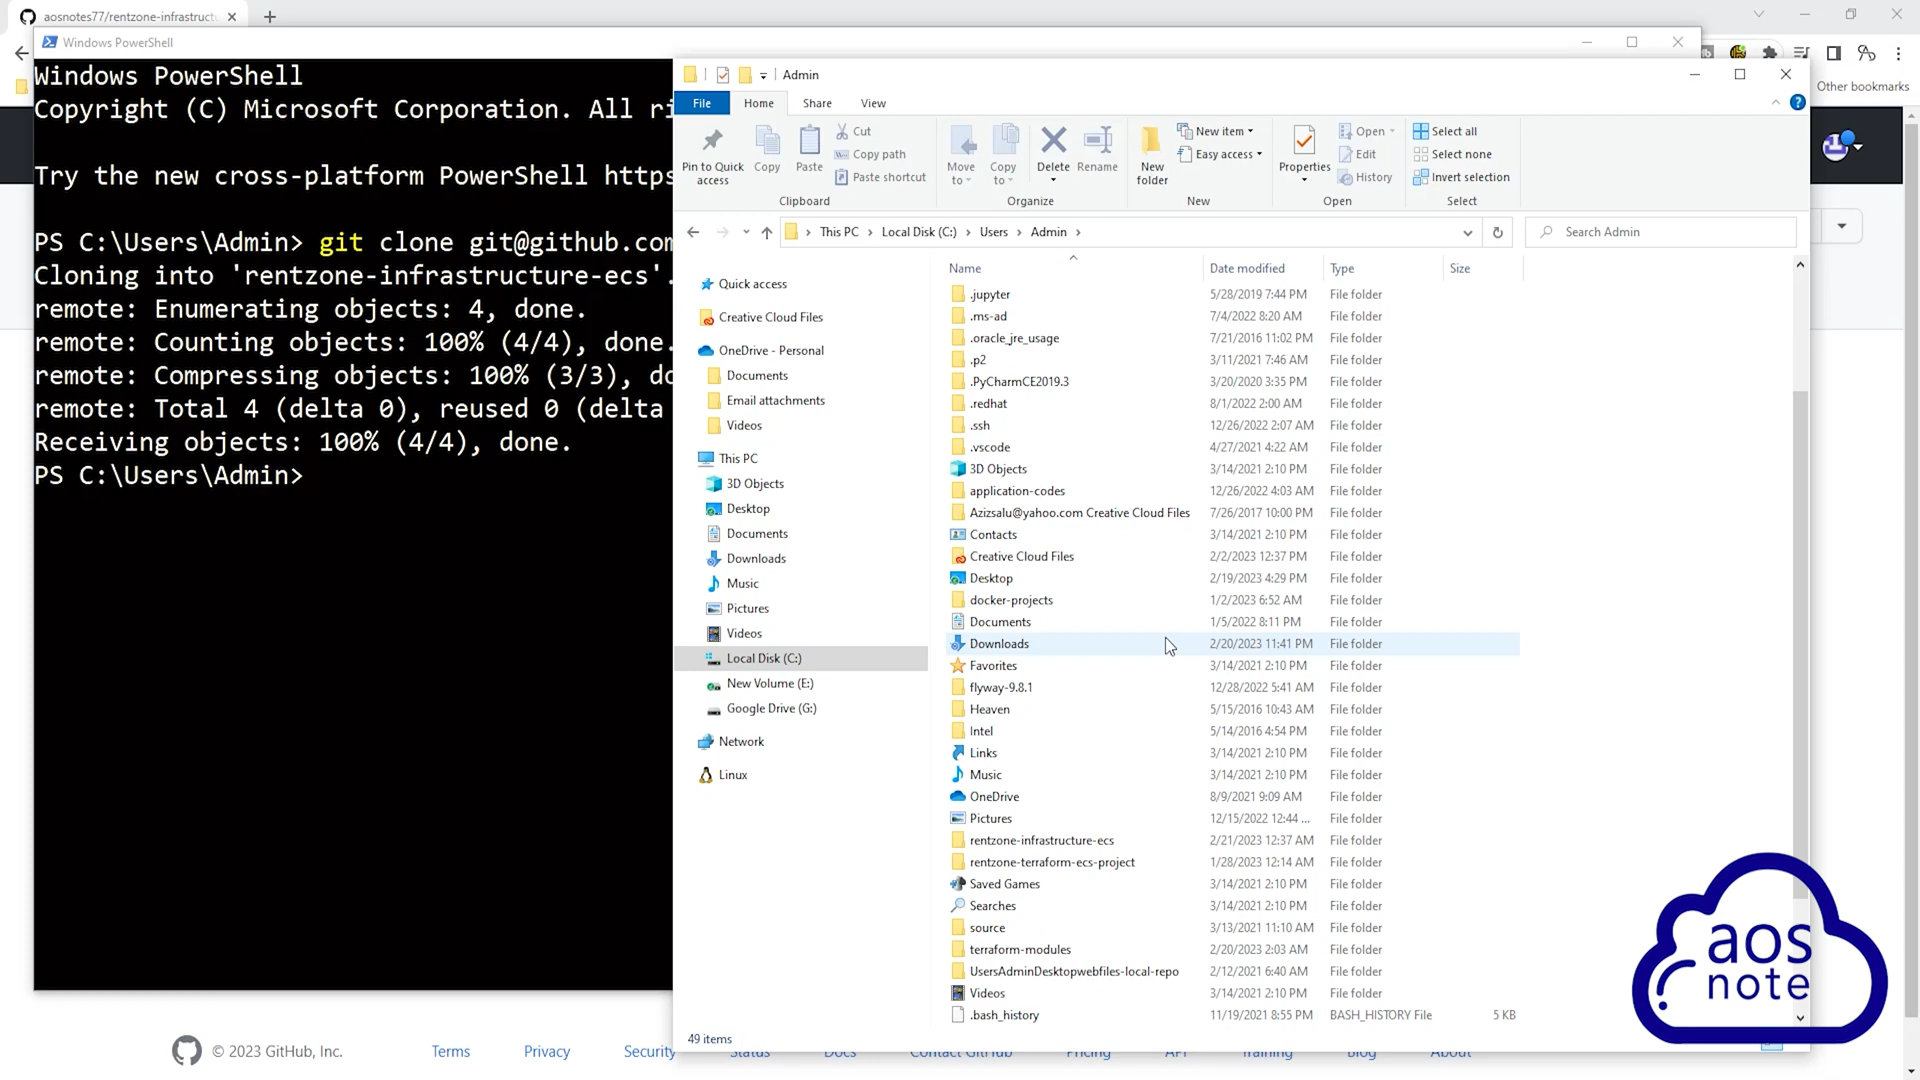 aosnotes77/rentzone-infrastructu
Windows PowerShell
Other bookmarks
Windows PowerShell
Copyright (C) Microsoft Corporation. All ri
Try the new cross-platform PowerShell https
PS C:\Users\Admin> git clone git@github.com
Cloning into 'rentzone-infrastructure-ecs'.
remote: Enumerating objects: 4, done.
remote: Counting objects: 100% (4/4), done.
remote: Compressing objects: 100% (3/3), do
remote: Total 4 (delta 0), reused 0 (delta
Receiving objects: 100% (4/4), done.
PS C:\Users\Admin>
Admin
File Home Share View
Pin to Quick access
Copy
Paste
Cut
Copy path
Paste shortcut
Clipboard
Move to
Copy to
Delete
Rename
Organize
New folder
New item
Easy access
New
Properties
Open
Edit
History
Open
Select all
Select none
Invert selection
Select
This PC > Local Disk (C:) > Users > Admin >
Search Admin
Quick access
Creative Cloud Files
OneDrive - Personal
Documents
Email attachments
Videos
This PC
3D Objects
Desktop
Documents
Downloads
Music
Pictures
Videos
Local Disk (C:)
New Volume (E:)
Google Drive (G:)
Network
Linux
Name Date modified Type Size
.jupyter 5/28/2019 7:44 PM File folder
.ms-ad 7/4/2022 8:20 AM File folder
.oracle_jre_usage 7/21/2016 11:02 PM File folder
.p2 3/11/2021 7:46 AM File folder
.PyCharmCE2019.3 3/20/2020 3:35 PM File folder
.redhat 8/1/2022 2:00 AM File folder
.ssh 12/26/2022 2:07 AM File folder
.vscode 4/27/2021 4:22 AM File folder
3D Objects 3/14/2021 2:10 PM File folder
application-codes 12/26/2022 4:03 AM File folder
Azizsalu@yahoo.com Creative Cloud Files 7/26/2017 10:00 PM File folder
Contacts 3/14/2021 2:10 PM File folder
Creative Cloud Files 2/2/2023 12:37 PM File folder
Desktop 2/19/2023 4:29 PM File folder
docker-projects 1/2/2023 6:52 AM File folder
Documents 1/5/2022 8:11 PM File folder
Downloads 2/20/2023 11:41 PM File folder
Favorites 3/14/2021 2:10 PM File folder
flyway-9.8.1 12/28/2022 5:41 AM File folder
Heaven 5/15/2016 10:43 AM File folder
Intel 5/14/2016 4:54 PM File folder
Links 3/14/2021 2:10 PM File folder
Music 3/14/2021 2:10 PM File folder
OneDrive 8/9/2021 9:09 AM File folder
Pictures 12/15/2022 12:44 ... File folder
rentzone-infrastructure-ecs 2/21/2023 12:37 AM File folder
rentzone-terraform-ecs-project 1/28/2023 12:14 AM File folder
Saved Games 3/14/2021 2:10 PM File folder
Searches 3/14/2021 2:10 PM File folder
source 3/13/2021 11:10 AM File folder
terraform-modules 2/20/2023 2:03 AM File folder
UsersAdminDesktopwebfiles-local-repo 2/12/2021 6:40 AM File folder
Videos 3/14/2021 2:10 PM File folder
.bash_history 11/19/2021 8:55 PM BASH_HISTORY File 5 KB
49 items
aos
note
© 2023 GitHub, Inc. Terms Privacy Security Status Docs Contact GitHub Pricing API Training Blog About